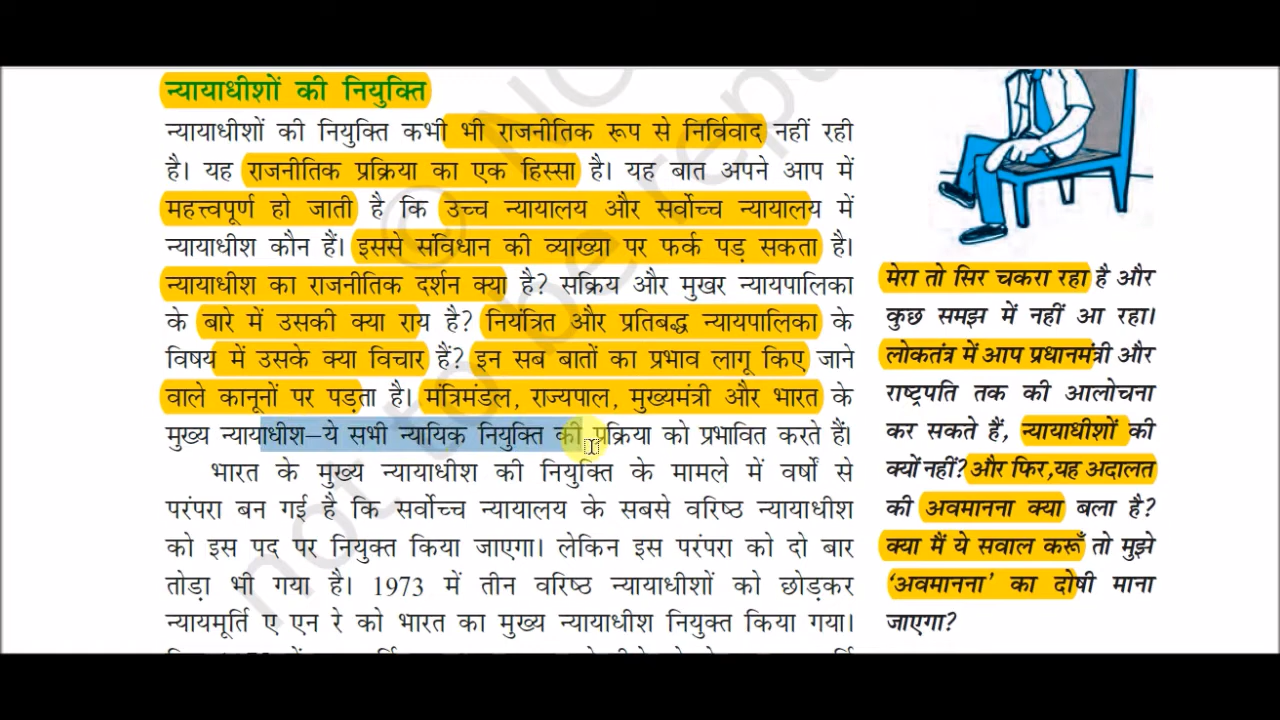 न्यायाधीशों की नियुक्ति
न्यायाधीशों की नियुक्ति कभी भी राजनीतिक रूप से निर्विवाद नहीं रही
है। यह राजनीतिक प्रक्रिया का एक हिस्सा है। यह बात अपने आप में
महत्त्वपूर्ण हो जाती है कि उच्च न्यायालय और सर्वोच्च न्यायालय में
न्यायाधीश कौन हैं। इससे संविधान की व्याख्या पर फर्क पड़ सकता है।
न्यायाधीश का राजनीतिक दर्शन क्या है? सक्रिय और मुखर न्यायपालिका
के बारे में उसकी क्या राय है? नियंत्रित और प्रतिबद्ध न्यायपालिका के
विषय में उसके क्या विचार हैं? इन सब बातों का प्रभाव लागू किए जाने
वाले कानूनों पर पड़ता है। मंत्रिमंडल, राज्यपाल, मुख्यमंत्री और भारत के
मुख्य न्यायाधीश–ये सभी न्यायिक नियुक्ति की प्रक्रिया को प्रभावित करते हैं।
भारत के मुख्य न्यायाधीश की नियुक्ति के मामले में वर्षों से
परंपरा बन गई है कि सर्वोच्च न्यायालय के सबसे वरिष्ठ न्यायाधीश
को इस पद पर नियुक्त किया जाएगा। लेकिन इस परंपरा को दो बार
तोड़ा भी गया है। 1973 में तीन वरिष्ठ न्यायाधीशों को छोड़कर
न्यायमूर्ति ए एन रे को भारत का मुख्य न्यायाधीश नियुक्त किया गया।
मेरा तो सिर चकरा रहा है और
कुछ समझ में नहीं आ रहा।
लोकतंत्र में आप प्रधानमंत्री और
राष्ट्रपति तक की आलोचना
कर सकते हैं, न्यायाधीशों की
क्यों नहीं? और फिर,यह अदालत
की अवमानना क्या बला है?
क्या मैं ये सवाल करूँ तो मुझे
‘अवमानना’ का दोषी माना
जाएगा?
not to be repu